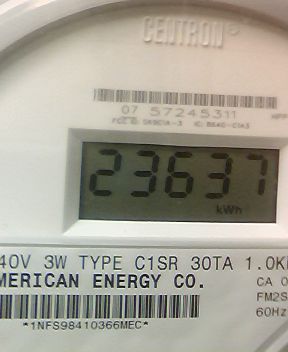 CENTRON®
07 57245311
23637
kWh
40V 3W TYPE C1SR 30TA 1.0K
MERICAN ENERGY CO.
CA 0
FM2S
60Hz
*1NFS98410366MEC*